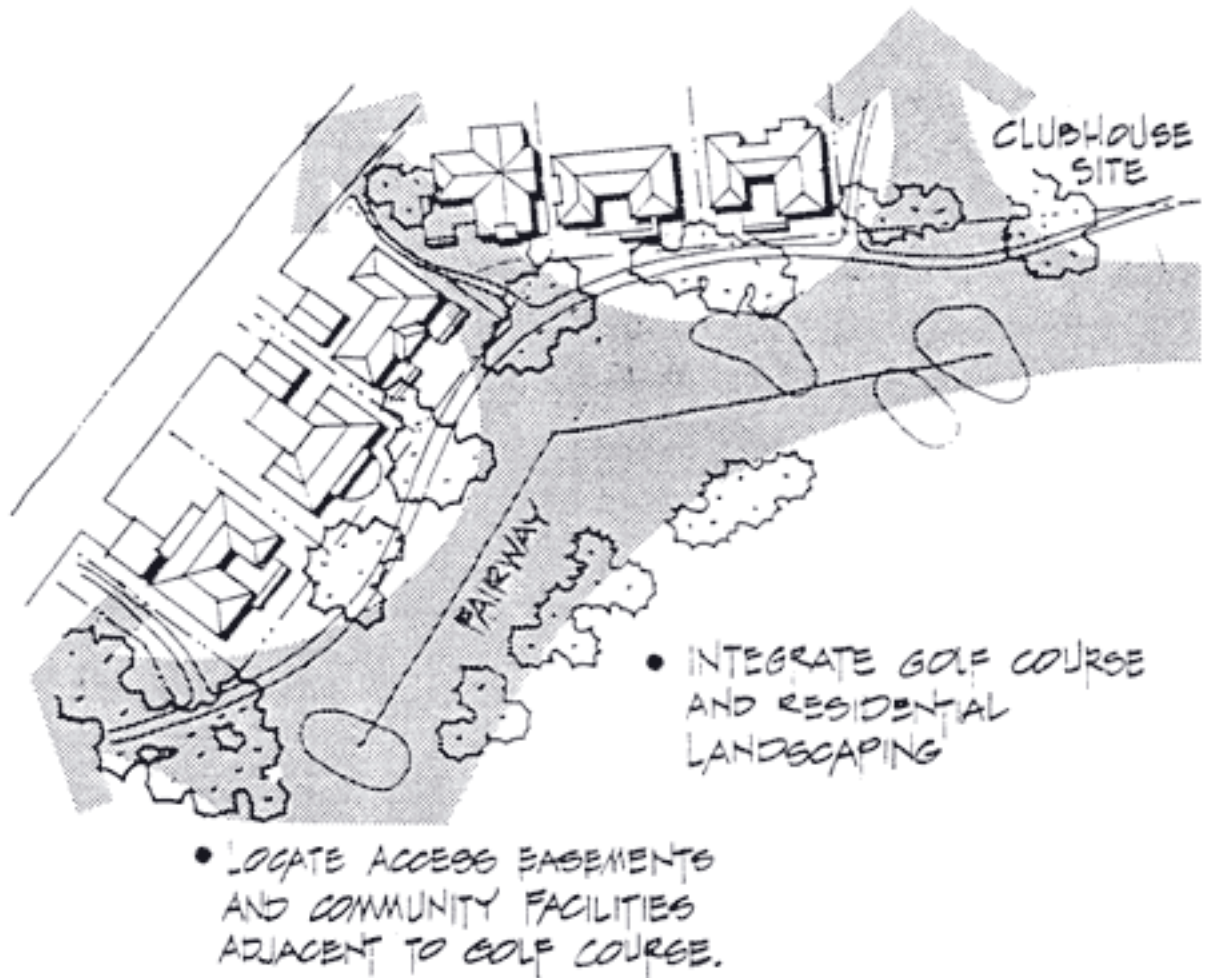 CLUBHOUSE
SITE
FAIRWAY
• INTEGRATE GOLF COURSE
AND RESIDENTIAL
LANDSCAPING
• LOCATE ACCESS EASEMENTS
AND COMMUNITY FACILITIES
ADJACENT TO GOLF COURSE.